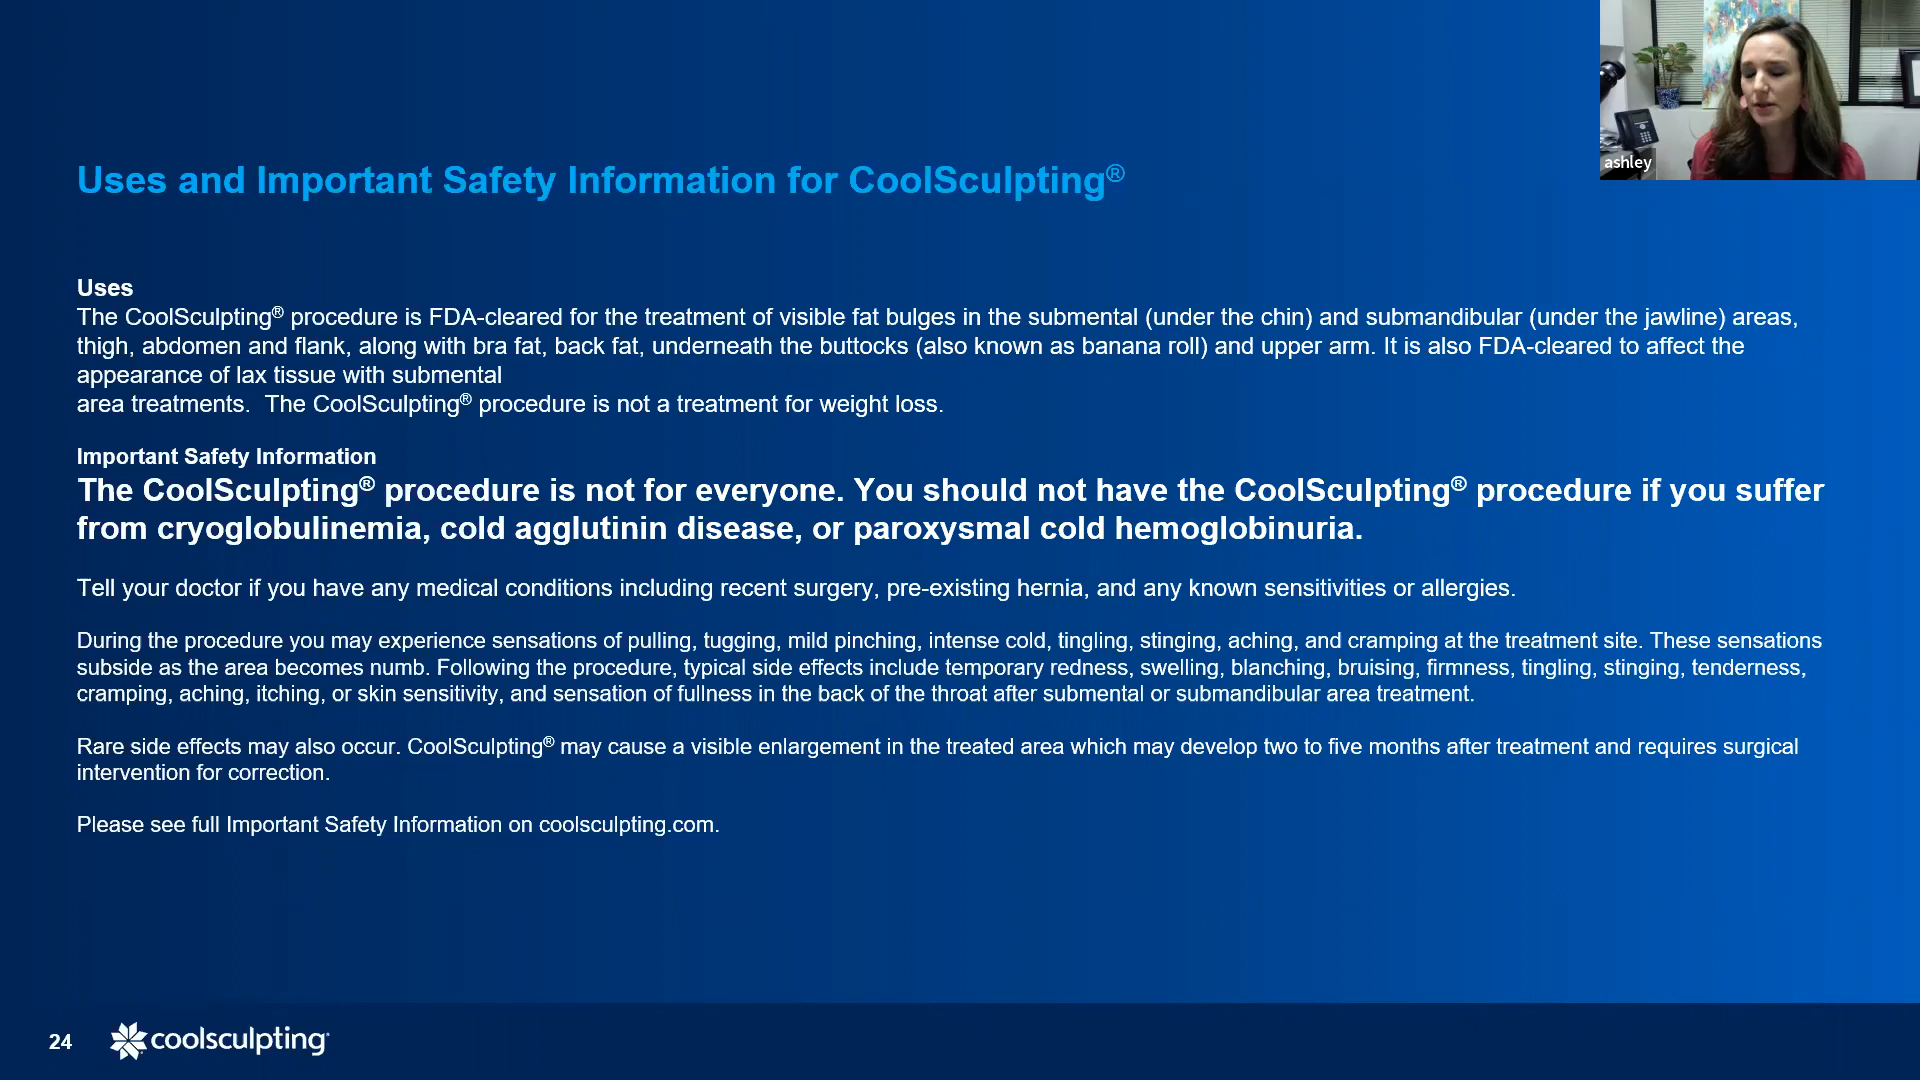 ashley
Uses and Important Safety Information for CoolSculpting®
Uses
The CoolSculpting® procedure is FDA-cleared for the treatment of visible fat bulges in the submental (under the chin) and submandibular (under the jawline) areas,
thigh, abdomen and flank, along with bra fat, back fat, underneath the buttocks (also known as banana roll) and upper arm. It is also FDA-cleared to affect the
appearance of lax tissue with submental
area treatments.  The CoolSculpting® procedure is not a treatment for weight loss.
Important Safety Information
The CoolSculpting® procedure is not for everyone. You should not have the CoolSculpting® procedure if you suffer
from cryoglobulinemia, cold agglutinin disease, or paroxysmal cold hemoglobinuria.
Tell your doctor if you have any medical conditions including recent surgery, pre-existing hernia, and any known sensitivities or allergies.
During the procedure you may experience sensations of pulling, tugging, mild pinching, intense cold, tingling, stinging, aching, and cramping at the treatment site. These sensations
subside as the area becomes numb. Following the procedure, typical side effects include temporary redness, swelling, blanching, bruising, firmness, tingling, stinging, tenderness,
cramping, aching, itching, or skin sensitivity, and sensation of fullness in the back of the throat after submental or submandibular area treatment.
Rare side effects may also occur. CoolSculpting® may cause a visible enlargement in the treated area which may develop two to five months after treatment and requires surgical
intervention for correction.
Please see full Important Safety Information on coolsculpting.com.
24 coolsculpting